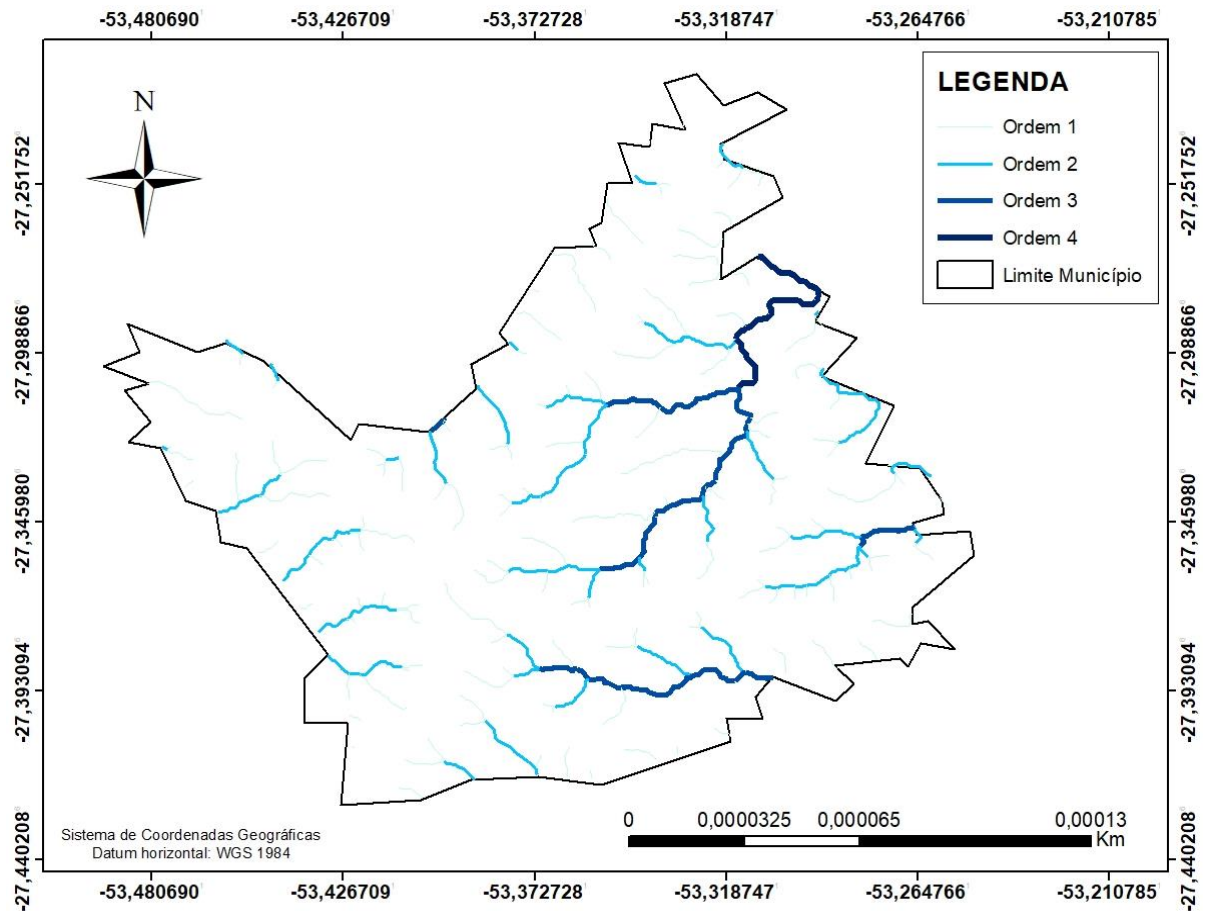 -53,480690 -53,426709 -53,372728 -53,318747 -53,264766 -53,210785
N
LEGENDA
Ordem 1
Ordem 2
Ordem 3
Ordem 4
Limite Município
-27,251752 -27,251752
-27,298866 -27,298866
-27,345980 -27,345980
-27,393094 -27,393094
-27,440208 -27,440208
0 0,0000325 0,000065 0,00013
Km
Sistema de Coordenadas Geográficas
Datum horizontal: WGS 1984
-53,480690 -53,426709 -53,372728 -53,318747 -53,264766 -53,210785